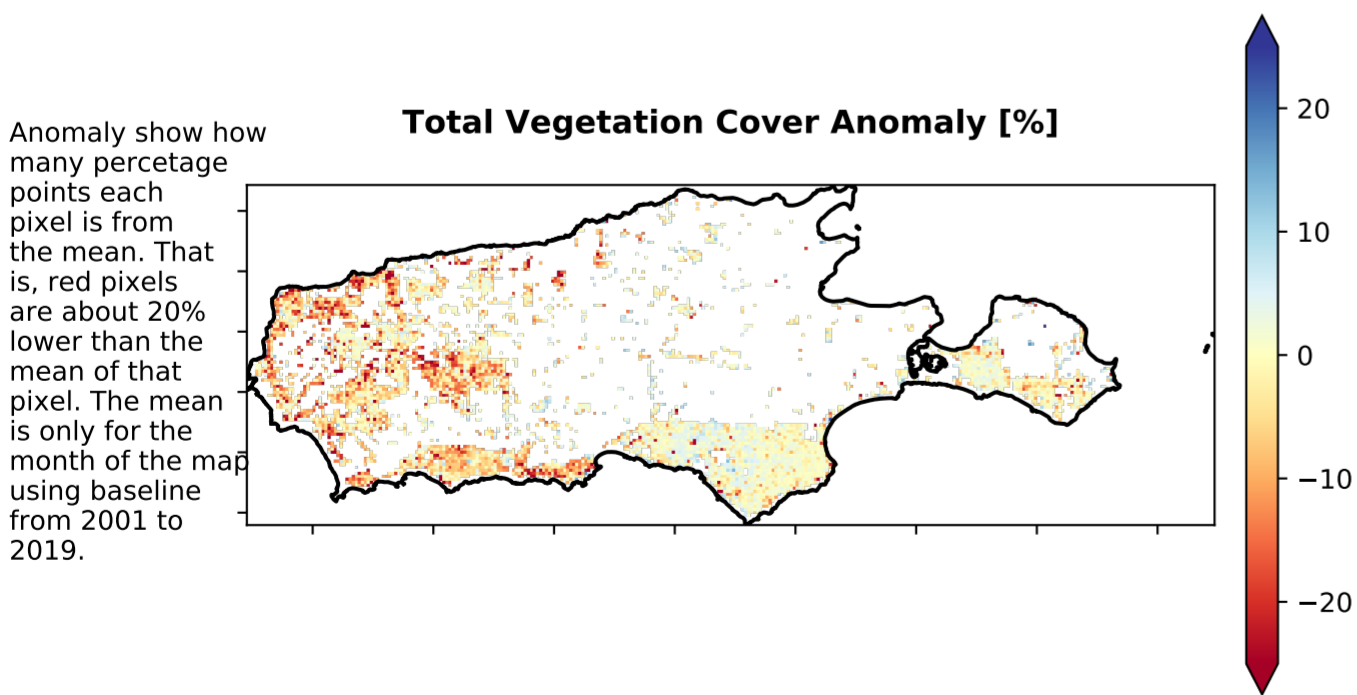 Total Vegetation Cover Anomaly [%]
Anomaly show how
many percetage
points each
pixel is from
the mean. That
is, red pixels
are about 20%
lower than the
mean of that
pixel. The mean
is only for the
month of the map
using baseline
from 2001 to
2019.
20
10
0
−10
−20